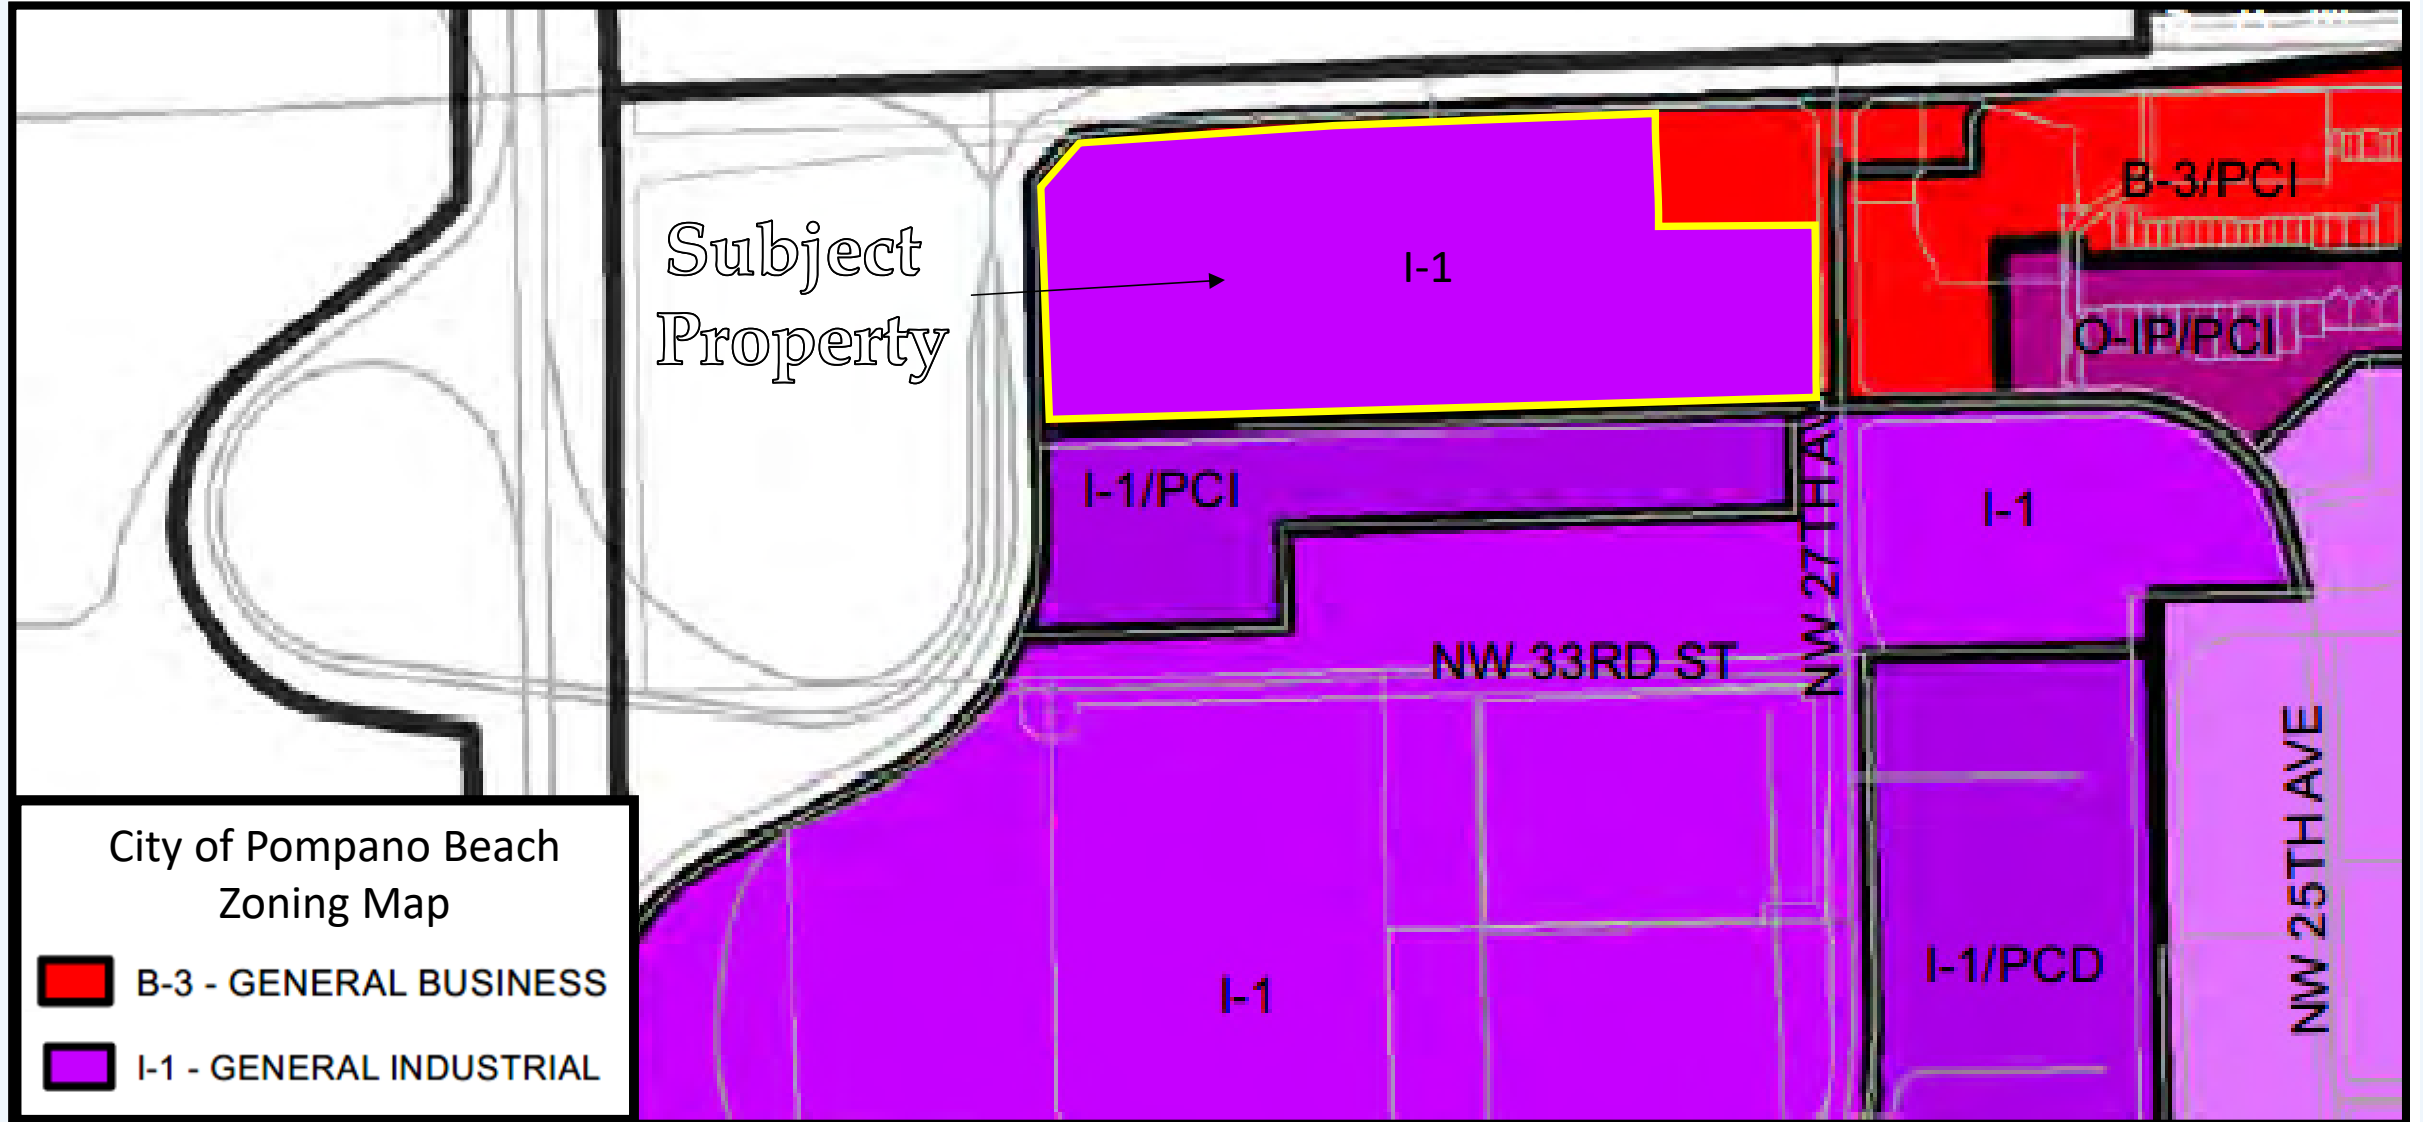 B-3/PCI
Subject
Property
I-1
O-IP/PCI
I-1/PCI
I-1
NW 27TH AV
NW 33RD ST
NW 25TH AVE
I-1/PCD
I-1
City of Pompano Beach
Zoning Map
B-3 - GENERAL BUSINESS
I-1 - GENERAL INDUSTRIAL